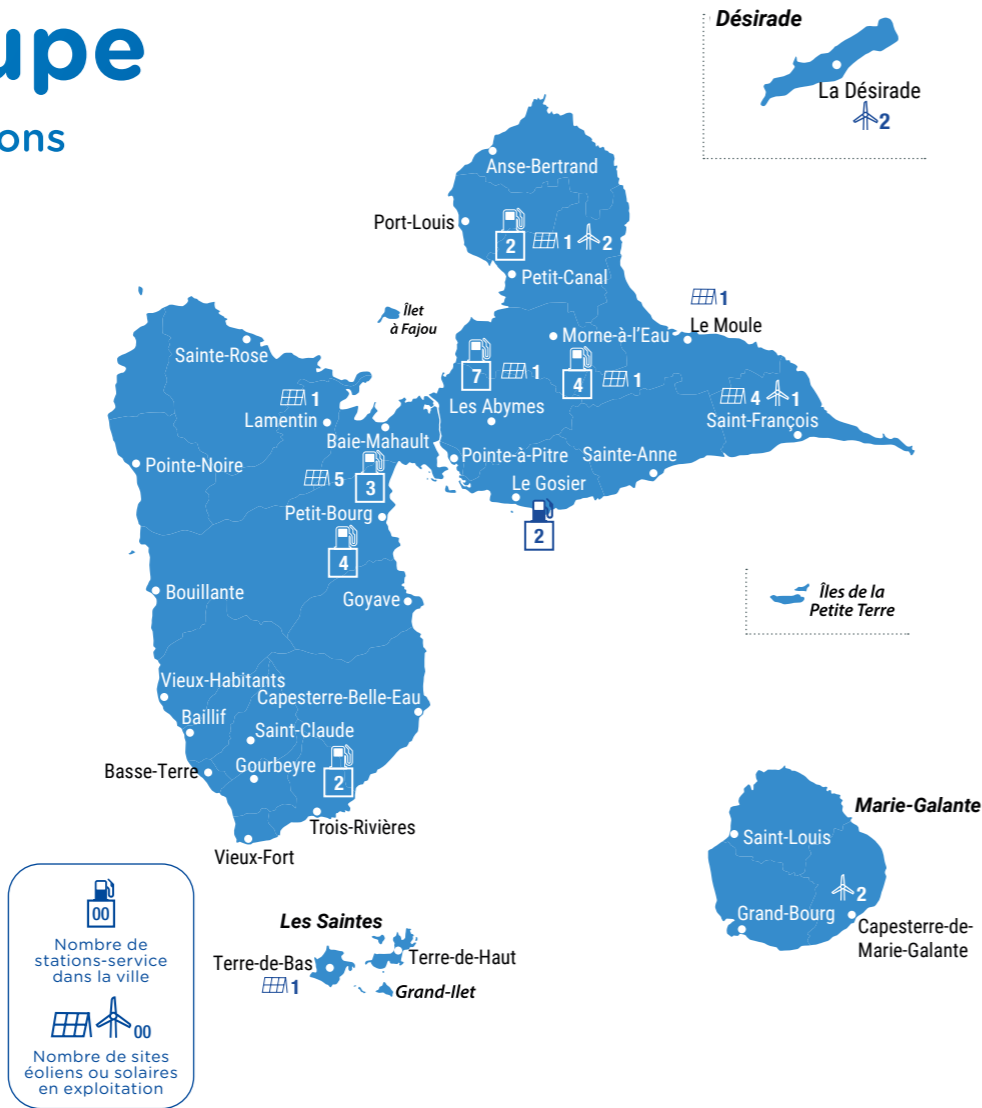 upe
ons
Désirade
La Désirade
2
Anse-Bertrand
Port-Louis
2
1
2
Petit-Canal
Îlet
à Fajou
1
Le Moule
Sainte-Rose
Morne-à-l'Eau
7
1
4
1
Les Abymes
4
1
Saint-François
1
Lamentin
Baie-Mahault
Pointe-Noire
Pointe-à-Pitre
Sainte-Anne
5
3
Le Gosier
2
Petit-Bourg
4
Bouillante
Goyave
Îles de la
Petite Terre
Vieux-Habitants
Capesterre-Belle-Eau
Baillif
Saint-Claude
Basse-Terre
Gourbeyre
2
Trois-Rivières
Vieux-Fort
Marie-Galante
Saint-Louis
2
Grand-Bourg
Capesterre-de-
Marie-Galante
Les Saintes
Terre-de-Bas
1
Terre-de-Haut
Grand-Ilet
00
Nombre de
stations-service
dans la ville
00
Nombre de sites
éoliens ou solaires
en exploitation